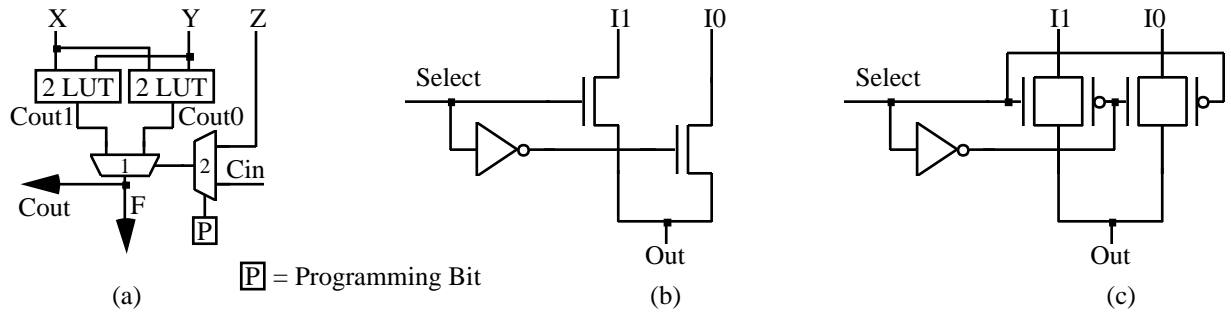 X Y Z
2 LUT 2 LUT
Cout1 Cout0
1 2
Cin
Cout F
P
P = Programming Bit
(a)
I1 I0
Select
Out
(b)
I1 I0
Select
Out
(c)